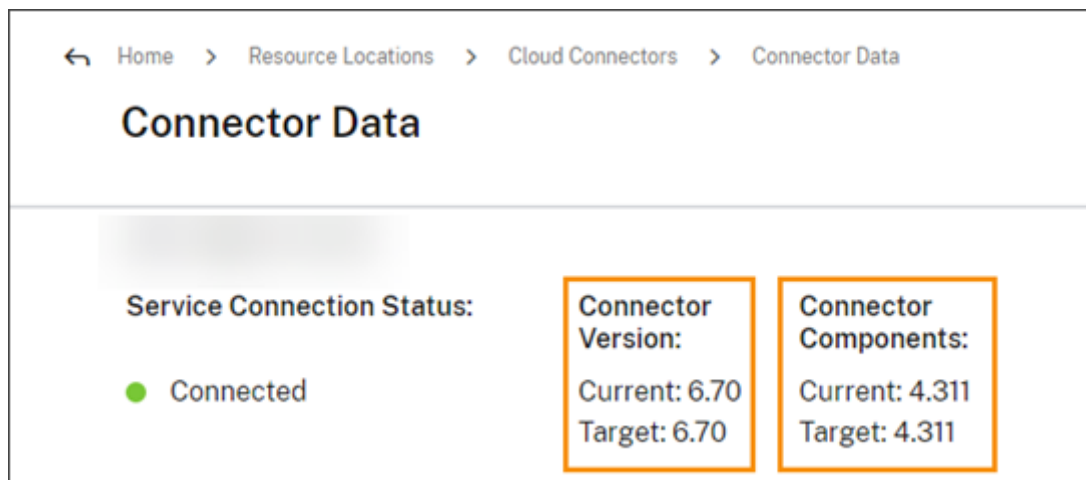 Home > Resource Locations > Cloud Connectors > Connector Data
Connector Data
Service Connection Status:
Connected
Connector
Version:
Current: 6.70
Target: 6.70
Connector
Components:
Current: 4.311
Target: 4.311